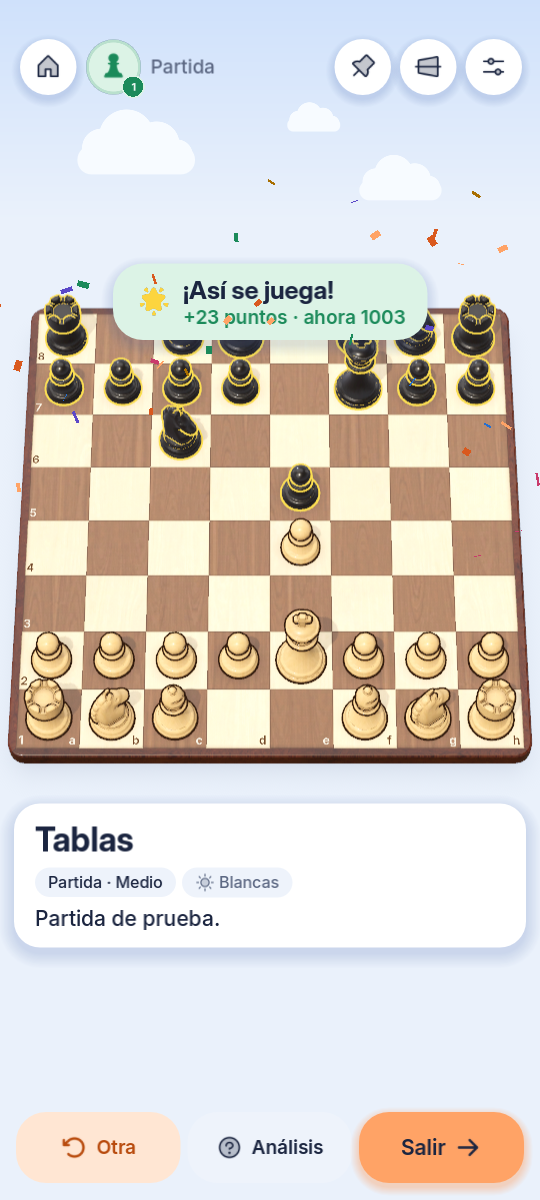 Partida
1
¡Así se juega!
+23 puntos · ahora 1003
8
7
6
5
4
3
2
1 a b c d e f g h
Tablas
Partida · Medio
Blancas
Partida de prueba.
Otra
Análisis
Salir